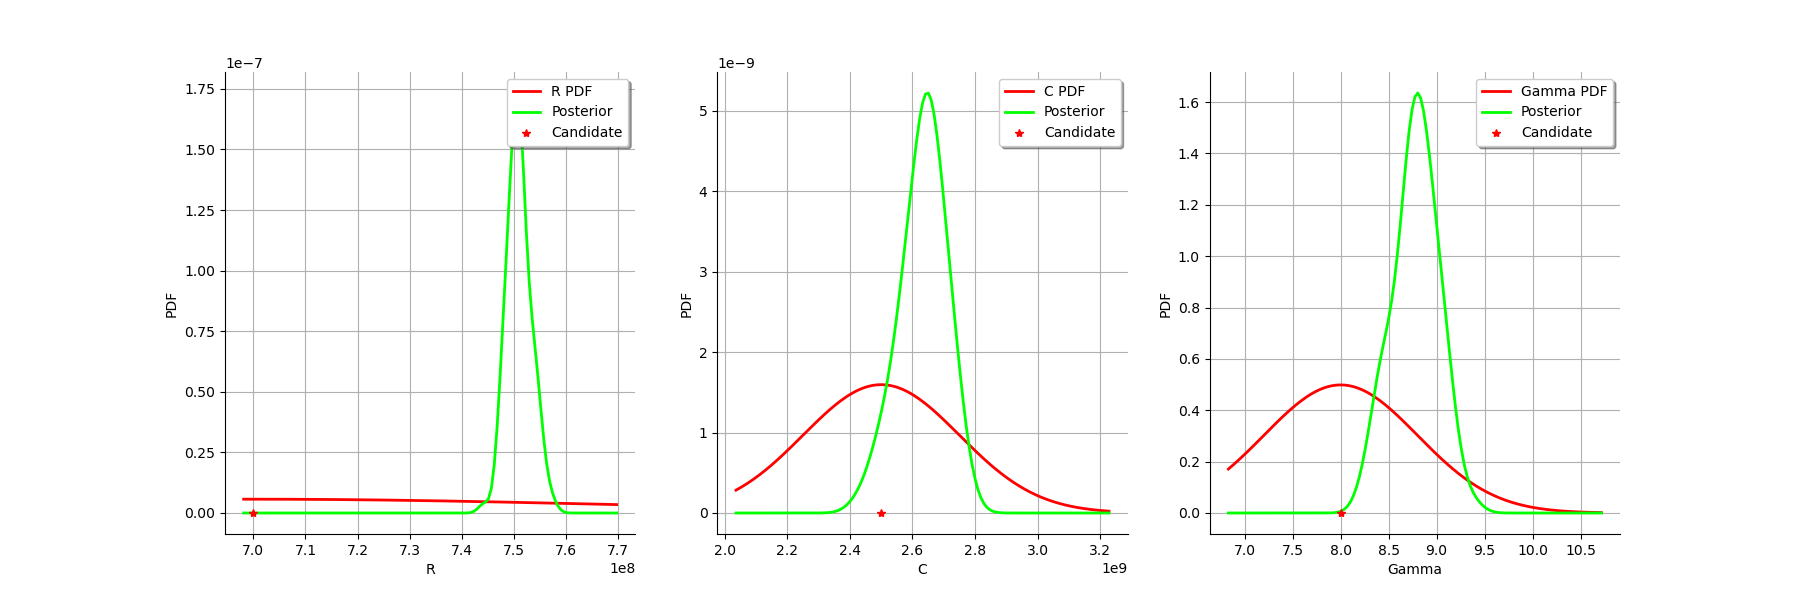 1e−7
1.75
1.50
1.25
1.00
0.75
0.50
0.25
0.00
PDF
7.0 7.1 7.2 7.3 7.4 7.5 7.6 7.7
1e8
R
R PDF
Posterior
Candidate
1e−9
5
4
3
2
1
0
PDF
2.0 2.2 2.4 2.6 2.8 3.0 3.2
1e9
C
C PDF
Posterior
Candidate
1.6
1.4
1.2
1.0
0.8
0.6
0.4
0.2
0.0
PDF
7.0 7.5 8.0 8.5 9.0 9.5 10.0 10.5
Gamma
Gamma PDF
Posterior
Candidate